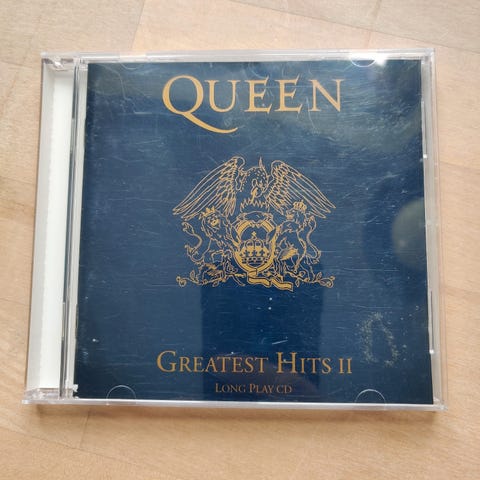 QUEEN
GREATEST HITS II
LONG PLAY CD